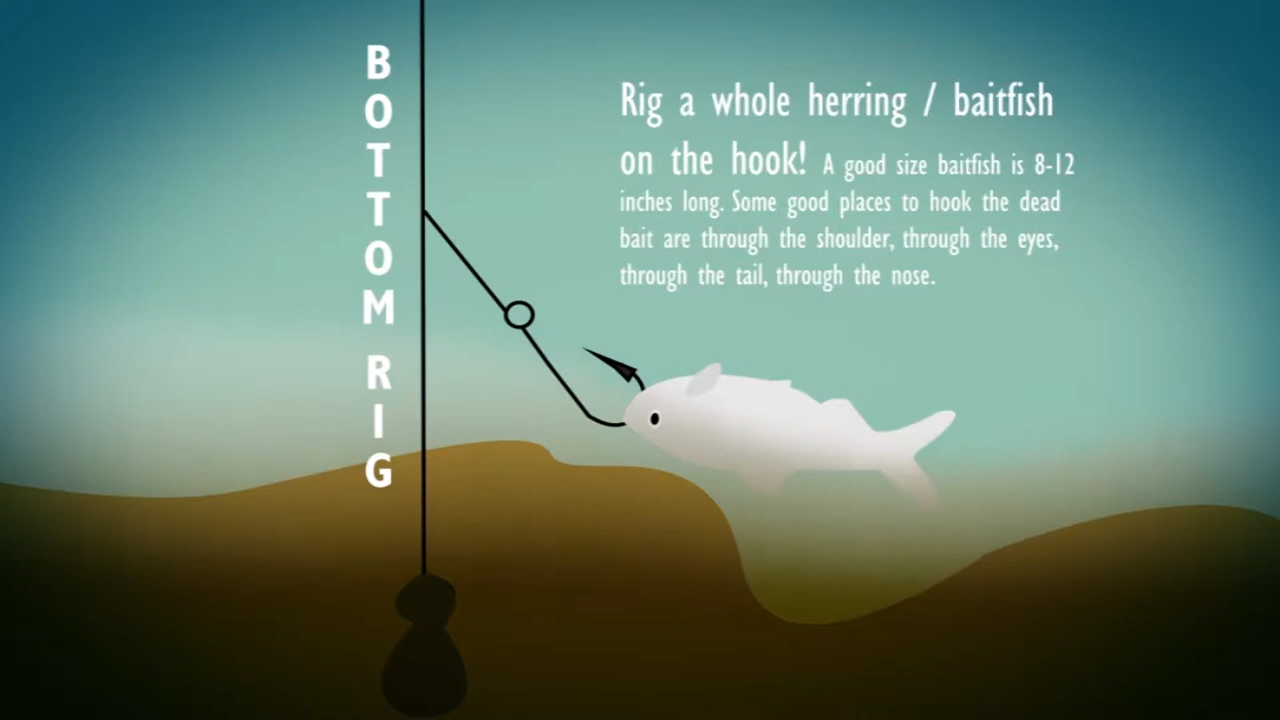 BOTTOM RIG
Rig a whole herring / baitfish
on the hook! A good size baitfish is 8-12
inches long. Some good places to hook the dead
bait are through the shoulder, through the eyes,
through the tail, through the nose.